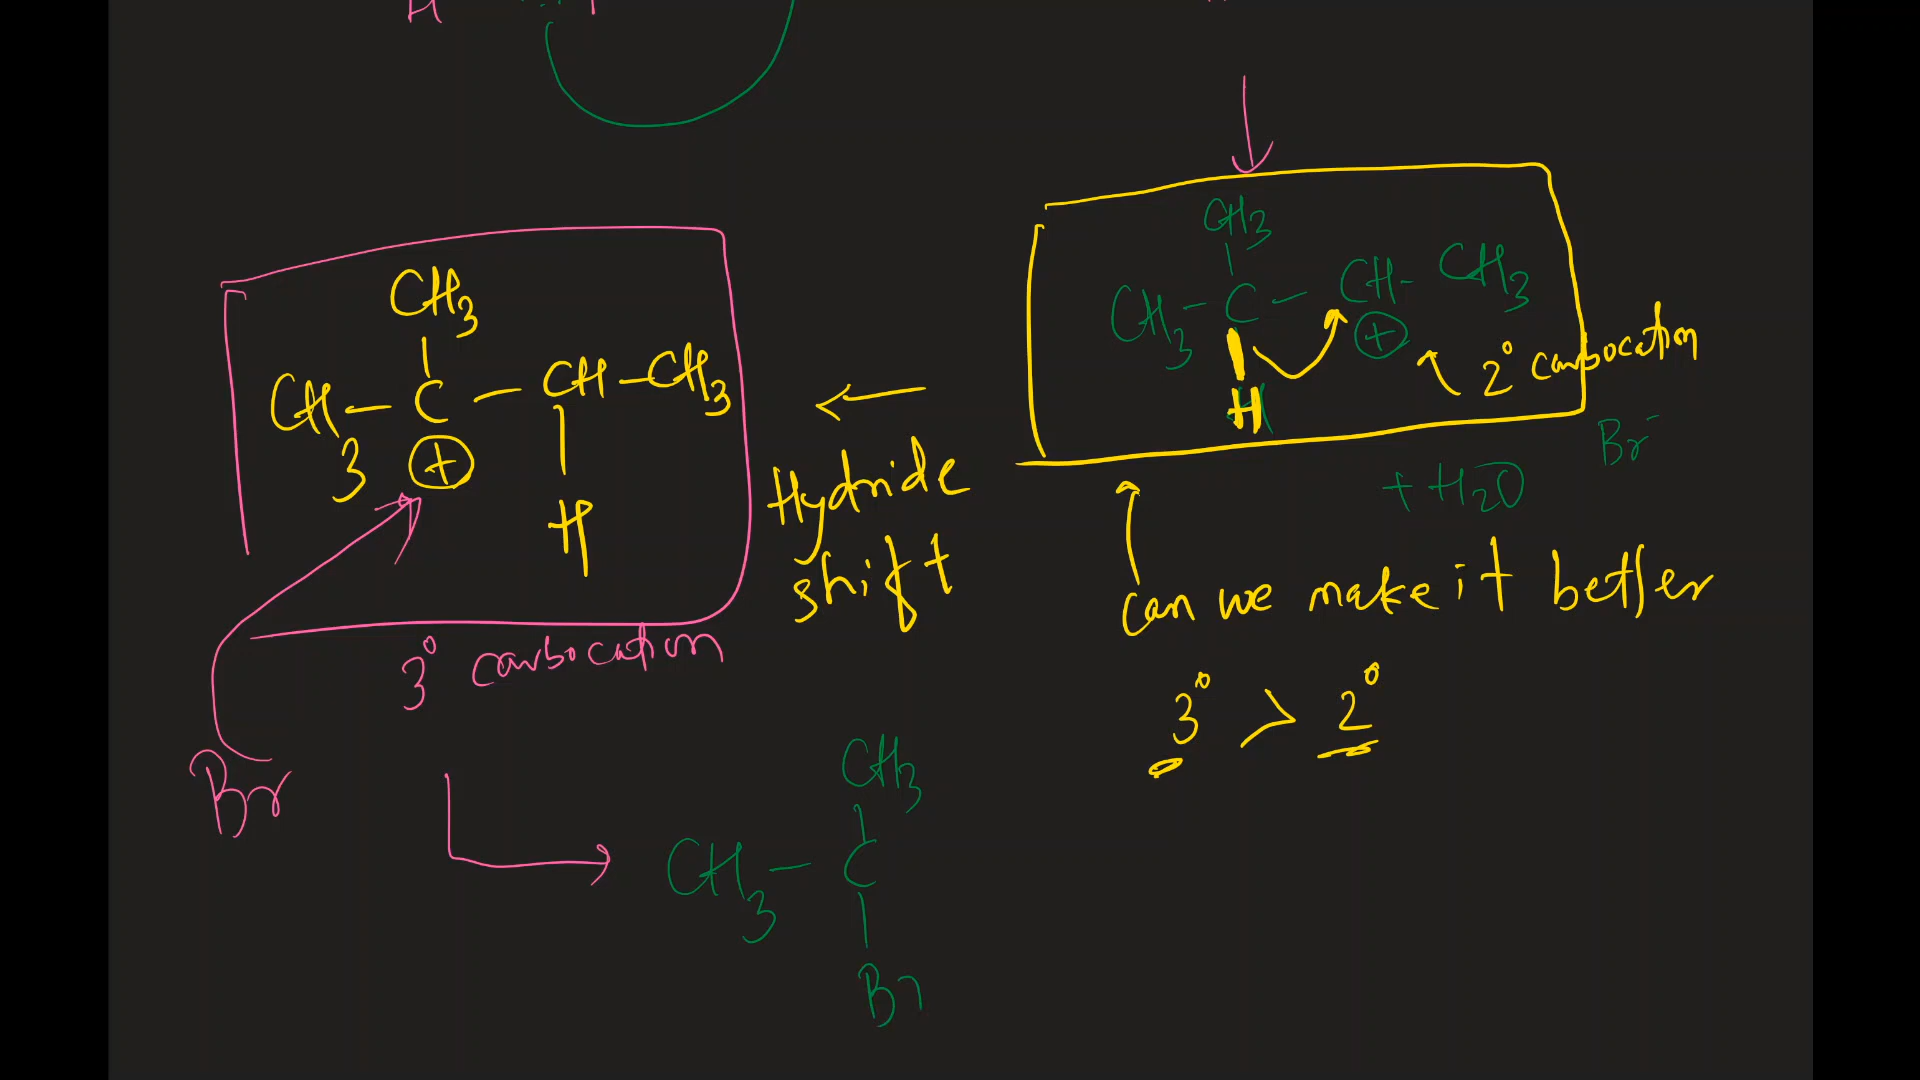 H
CH3
CH3 - C - CH - CH3
⊕
H
2° carbocation
Br-
+ H2O
can we make it better
3° > 2°
Hydride
shift
CH3
CH3 - C - CH - CH3
⊕
H
3° carbocation
Br
CH3
CH3 - C
Br